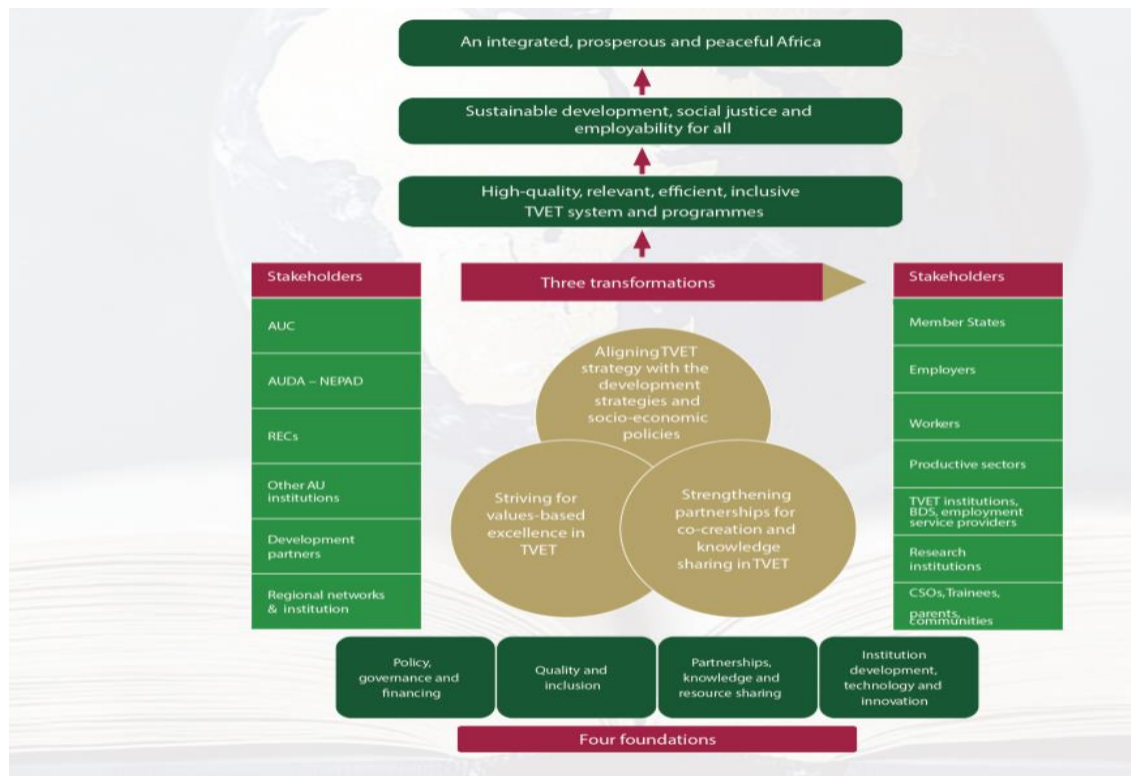 An integrated, prosperous and peaceful Africa
Sustainable development, social justice and
employability for all
High-quality, relevant, efficient, inclusive
TVET system and programmes
Stakeholders
AUC
AUDA – NEPAD
RECs
Other AU
institutions
Development
partners
Regional networks
& institution
Three transformations
Aligning TVET
strategy with the
development
strategies and
socio-economic
policies
Striving for
values-based
excellence in
TVET
Strengthening
partnerships for
co-creation and
knowledge
sharing in TVET
Stakeholders
Member States
Employers
Workers
Productive sectors
TVET institutions,
BDS, employment
service providers
Research
institutions
CSOs, Trainees,
parents,
communities
Policy,
governance and
financing
Quality and
inclusion
Partnerships,
knowledge and
resource sharing
Institution
development,
technology and
innovation
Four foundations